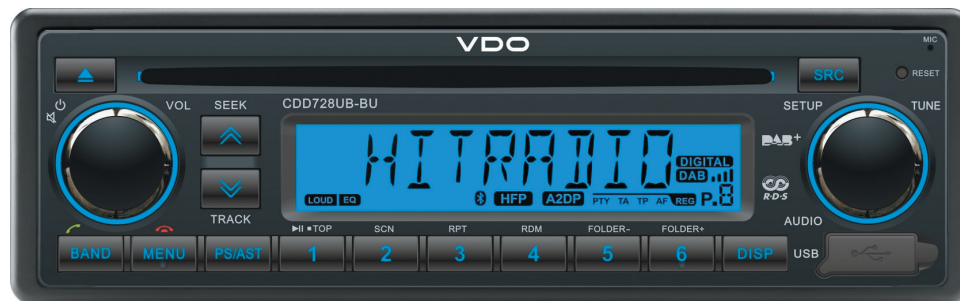 VDO
MIC
SRC
RESET
VOL
SEEK
CDD728UB-BU
SETUP
TUNE
HITRADIO
DIGITAL
DAB
DAB+
LOUD EQ
HFP A2DP PTY TA TP AF REG P.8
R·D·S
TRACK
AUDIO
TOP SCN RPT RDM FOLDER- FOLDER+
BAND MENU PS/AST 1 2 3 4 5 6 DISP USB